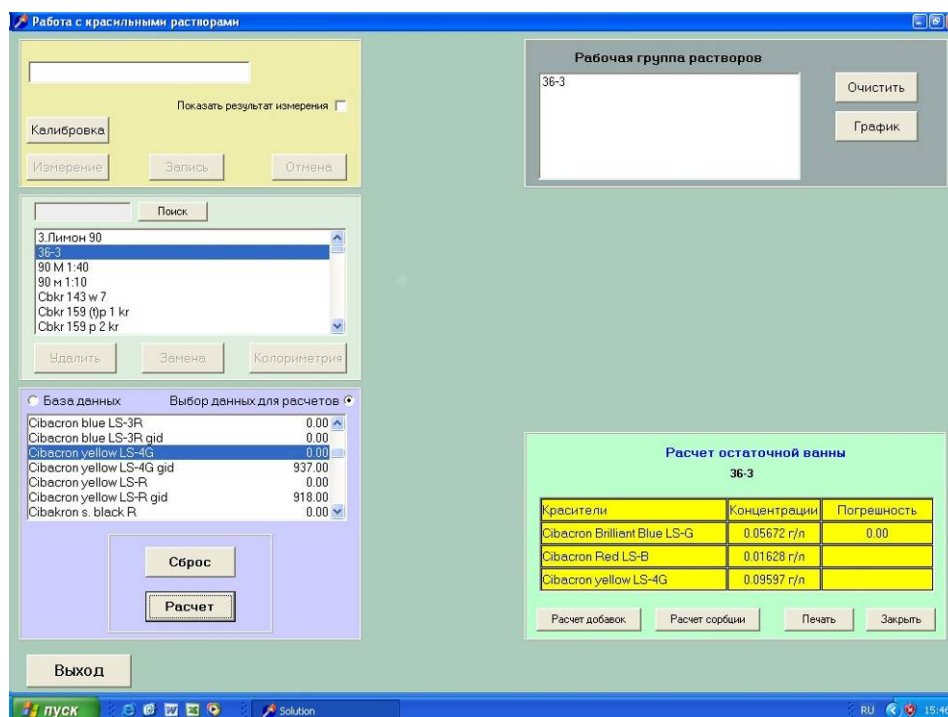 Работа с красильными растворами
Показать результат измерения
Калибровка
Измерение Запись Отмена
Поиск
3.Лимон 90
36-3
90 М 1:40
90 м 1:10
Cbkr 143 w 7
Cbkr 159 (t)p 1 kr
Cbkr 159 p 2 kr
Удалить Замена Колориметрия
База данных Выбор данных для расчетов
Cibacron blue LS-3R 0.00
Cibacron blue LS-3R gid 0.00
Cibacron yellow LS-4G 0.00
Cibacron yellow LS-4G gid 937.00
Cibacron yellow LS-R 0.00
Cibacron yellow LS-R gid 918.00
Cibakron s. black R 0.00
Сброс
Расчет
Выход
Рабочая группа растворов
36-3
Очистить
График
Расчет остаточной ванны
36-3
Красители Концентрации Погрешность
Cibacron Brilliant Blue LS-G 0.05672 г/л 0.00
Cibacron Red LS-B 0.01628 г/л
Cibacron yellow LS-4G 0.09597 г/л
Расчет добавок Расчет сорбции Печать Закрыть
пуск Solution RU 15:46